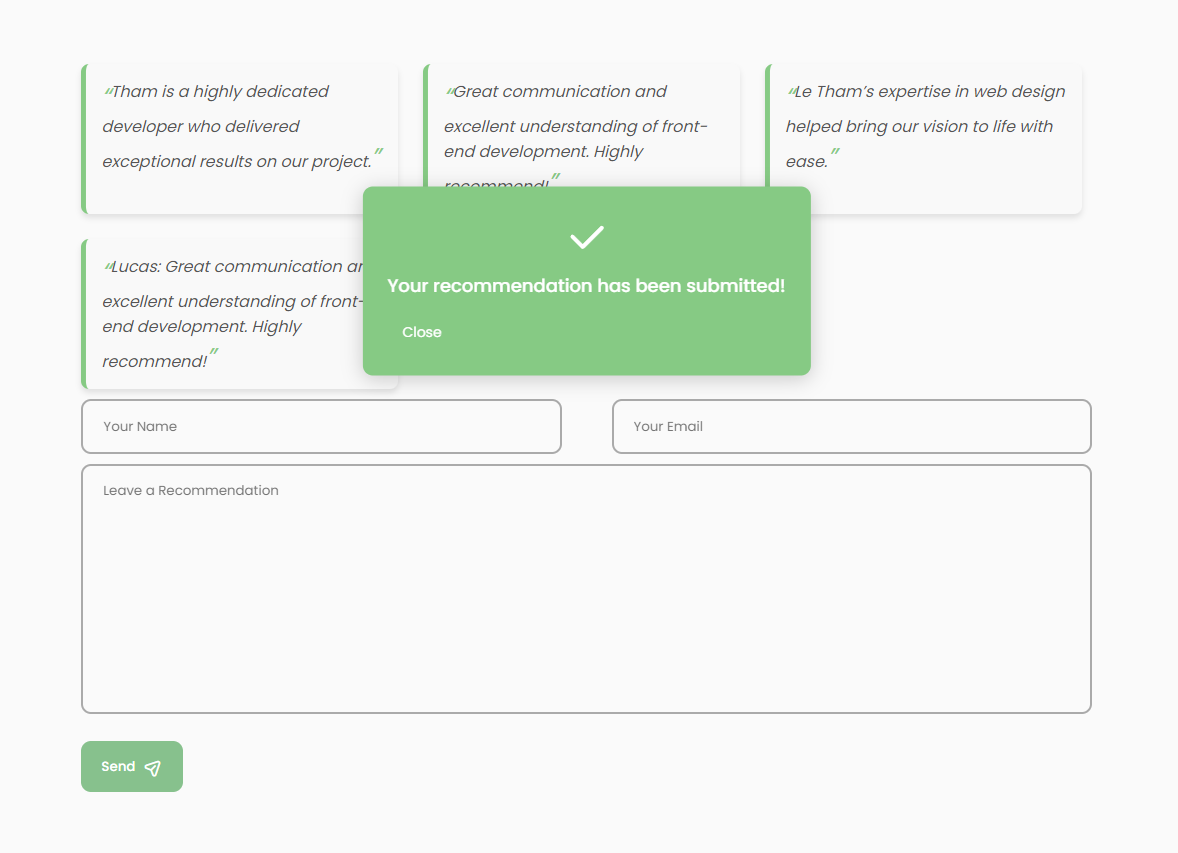 “Tham is a highly dedicated
developer who delivered
exceptional results on our project.”
“Great communication and
excellent understanding of front-
end development. Highly
recommend!”
“Le Tham’s expertise in web design
helped bring our vision to life with
ease.”
“Lucas: Great communication
excellent understanding of front-
end development. Highly
recommend!”
Your recommendation has been submitted!
Close
Your Name
Your Email
Leave a Recommendation
Send